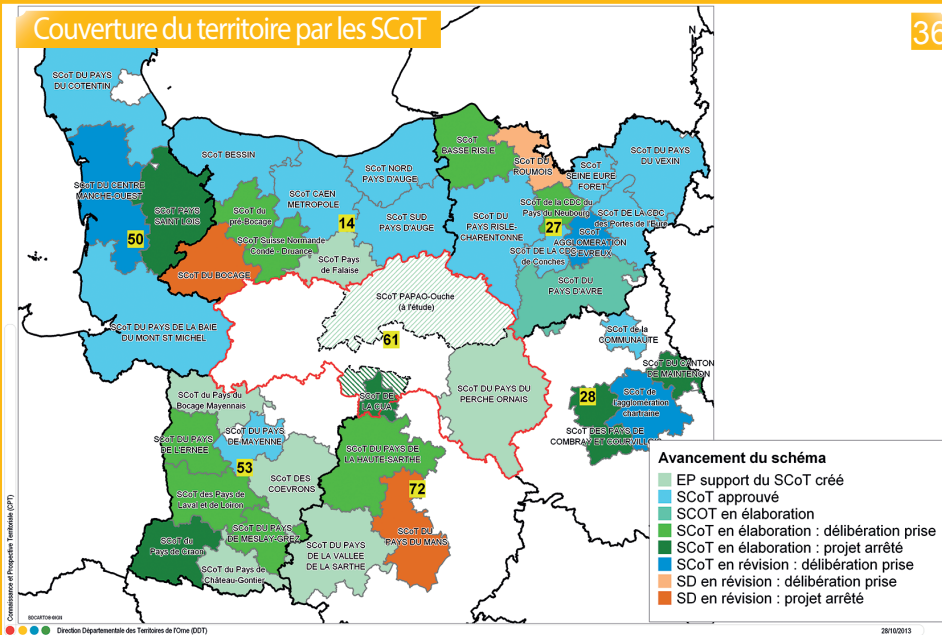 Couverture du territoire par les SCoT
36
N
SCoT DU PAYS
DU COTENTIN
SCoT DU CENTRE
MANCHE-OUEST
50
SCoT PAYS
SAINT LOIS
SCoT BESSIN
SCoT du
pré-Bocage
SCoT CAEN
METROPOLE
14
SCoT NORD
PAYS D'AUGE
SCoT SUD
PAYS D'AUGE
SCoT Suisse Normande
Condé - Druance
SCoT Pays
de Falaise
SCoT DU BOCAGE
SCoT DU PAYS DE LA BAIE
DU MONT ST MICHEL
SCoT
BASSE RISLE
SCoT DU
ROUMOIS
SCoT
SEINE EURE
FORET
SCoT DU PAYS
DU VEXIN
SCoT DU
PAYS RISLE-
CHARENTONNE
SCoT de la CDC du
Pays du Neubourg
27
SCoT DE LA CDC
des Portes de l'Eure
SCoT
AGGLOMERATION
D'EVREUX
SCoT DE LA CDC
de Conches
SCoT DU
PAYS D'AVRE
SCoT PAPAO-Ouche
(à l'étude)
61
SCoT DU PAYS DU
PERCHE ORNAIS
SCoT DE
LA CUA
SCoT de la
COMMUNAUTE
SCoT DU CANTON
DE MAINTENON
28
SCoT de
l'agglomération
chartraine
SCoT DES PAYS DE
COMBRAY ET COURVILLOIS
SCoT du Pays du
Bocage Mayennais
SCoT DU PAYS
DE L'ERNEE
SCoT DU PAYS
DE MAYENNE
53
SCoT DES
COEVRONS
SCoT des Pays de
Laval et de Loiron
SCoT DU PAYS
DE MESLAY-GREZ
SCoT du
Pays de Craon
SCoT du Pays de
Château-Gontier
SCoT DU PAYS DE
LA HAUTE-SARTHE
72
SCoT DU
PAYS DU MANS
SCoT DU PAYS
DE LA VALLEE
DE LA SARTHE
Avancement du schéma
EP support du SCoT créé
SCoT approuvé
SCOT en élaboration
SCoT en élaboration : délibération prise
SCoT en élaboration : projet arrêté
SCoT en révision : délibération prise
SD en révision : délibération prise
SD en révision : projet arrêté
Connaissance et Prospective Territoriale (CPT)
BDCARTO®©IGN
Direction Départementale des Territoires de l'Orne (DDT)
28/10/2013